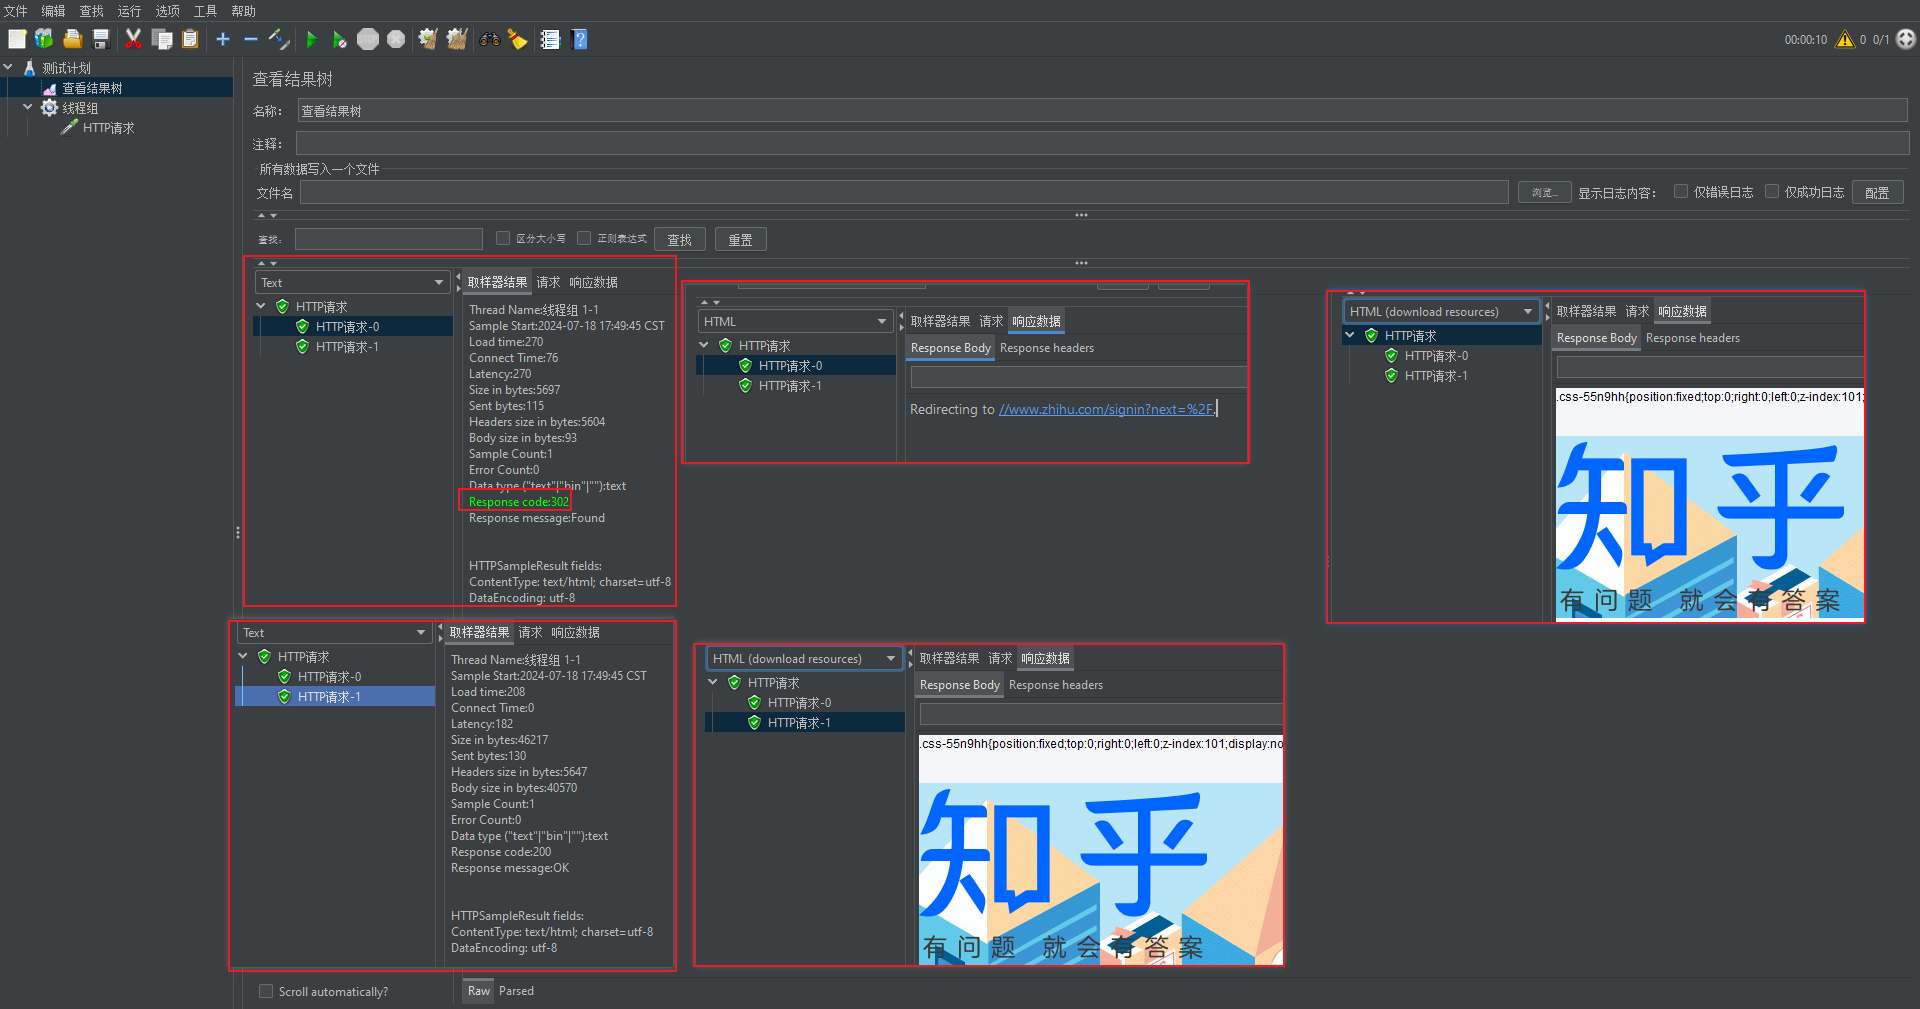 文件 编辑 查找 运行 选项 工具 帮助
00:00:10 0 0/1
测试计划
查看结果树
线程组
HTTP请求
查看结果树
名称： 查看结果树
注释：
所有数据写入一个文件
文件名 浏览... 显示日志内容： 仅错误日志 仅成功日志 配置
查找: 区分大小写 正则表达式 查找 重置
Text
HTTP请求
HTTP请求-0
HTTP请求-1
取样器结果 请求 响应数据
Thread Name:线程组 1-1
Sample Start:2024-07-18 17:49:45 CST
Load time:270
Connect Time:76
Latency:270
Size in bytes:5697
Sent bytes:115
Headers size in bytes:5604
Body size in bytes:93
Sample Count:1
Error Count:0
Data type ("text"|"bin"|""):text
Response code:302
Response message:Found
HTTPSampleResult fields:
ContentType: text/html; charset=utf-8
DataEncoding: utf-8
HTML
HTTP请求
HTTP请求-0
HTTP请求-1
取样器结果 请求 响应数据
Response Body Response headers
Redirecting to //www.zhihu.com/signin?next=%2F.
HTML (download resources)
HTTP请求
HTTP请求-0
HTTP请求-1
取样器结果 请求 响应数据
Response Body Response headers
.css-55n9hh{position:fixed;top:0;right:0;left:0;z-index:101;
知乎
有问题 就会有答案
Text
HTTP请求
HTTP请求-0
HTTP请求-1
取样器结果 请求 响应数据
Thread Name:线程组 1-1
Sample Start:2024-07-18 17:49:45 CST
Load time:208
Connect Time:0
Latency:182
Size in bytes:46217
Sent bytes:130
Headers size in bytes:5647
Body size in bytes:40570
Sample Count:1
Error Count:0
Data type ("text"|"bin"|""):text
Response code:200
Response message:OK
HTTPSampleResult fields:
ContentType: text/html; charset=utf-8
DataEncoding: utf-8
HTML (download resources)
HTTP请求
HTTP请求-0
HTTP请求-1
取样器结果 请求 响应数据
Response Body Response headers
.css-55n9hh{position:fixed;top:0;right:0;left:0;z-index:101;display:no
知乎
有问题 就会有答案
Scroll automatically?
Raw Parsed